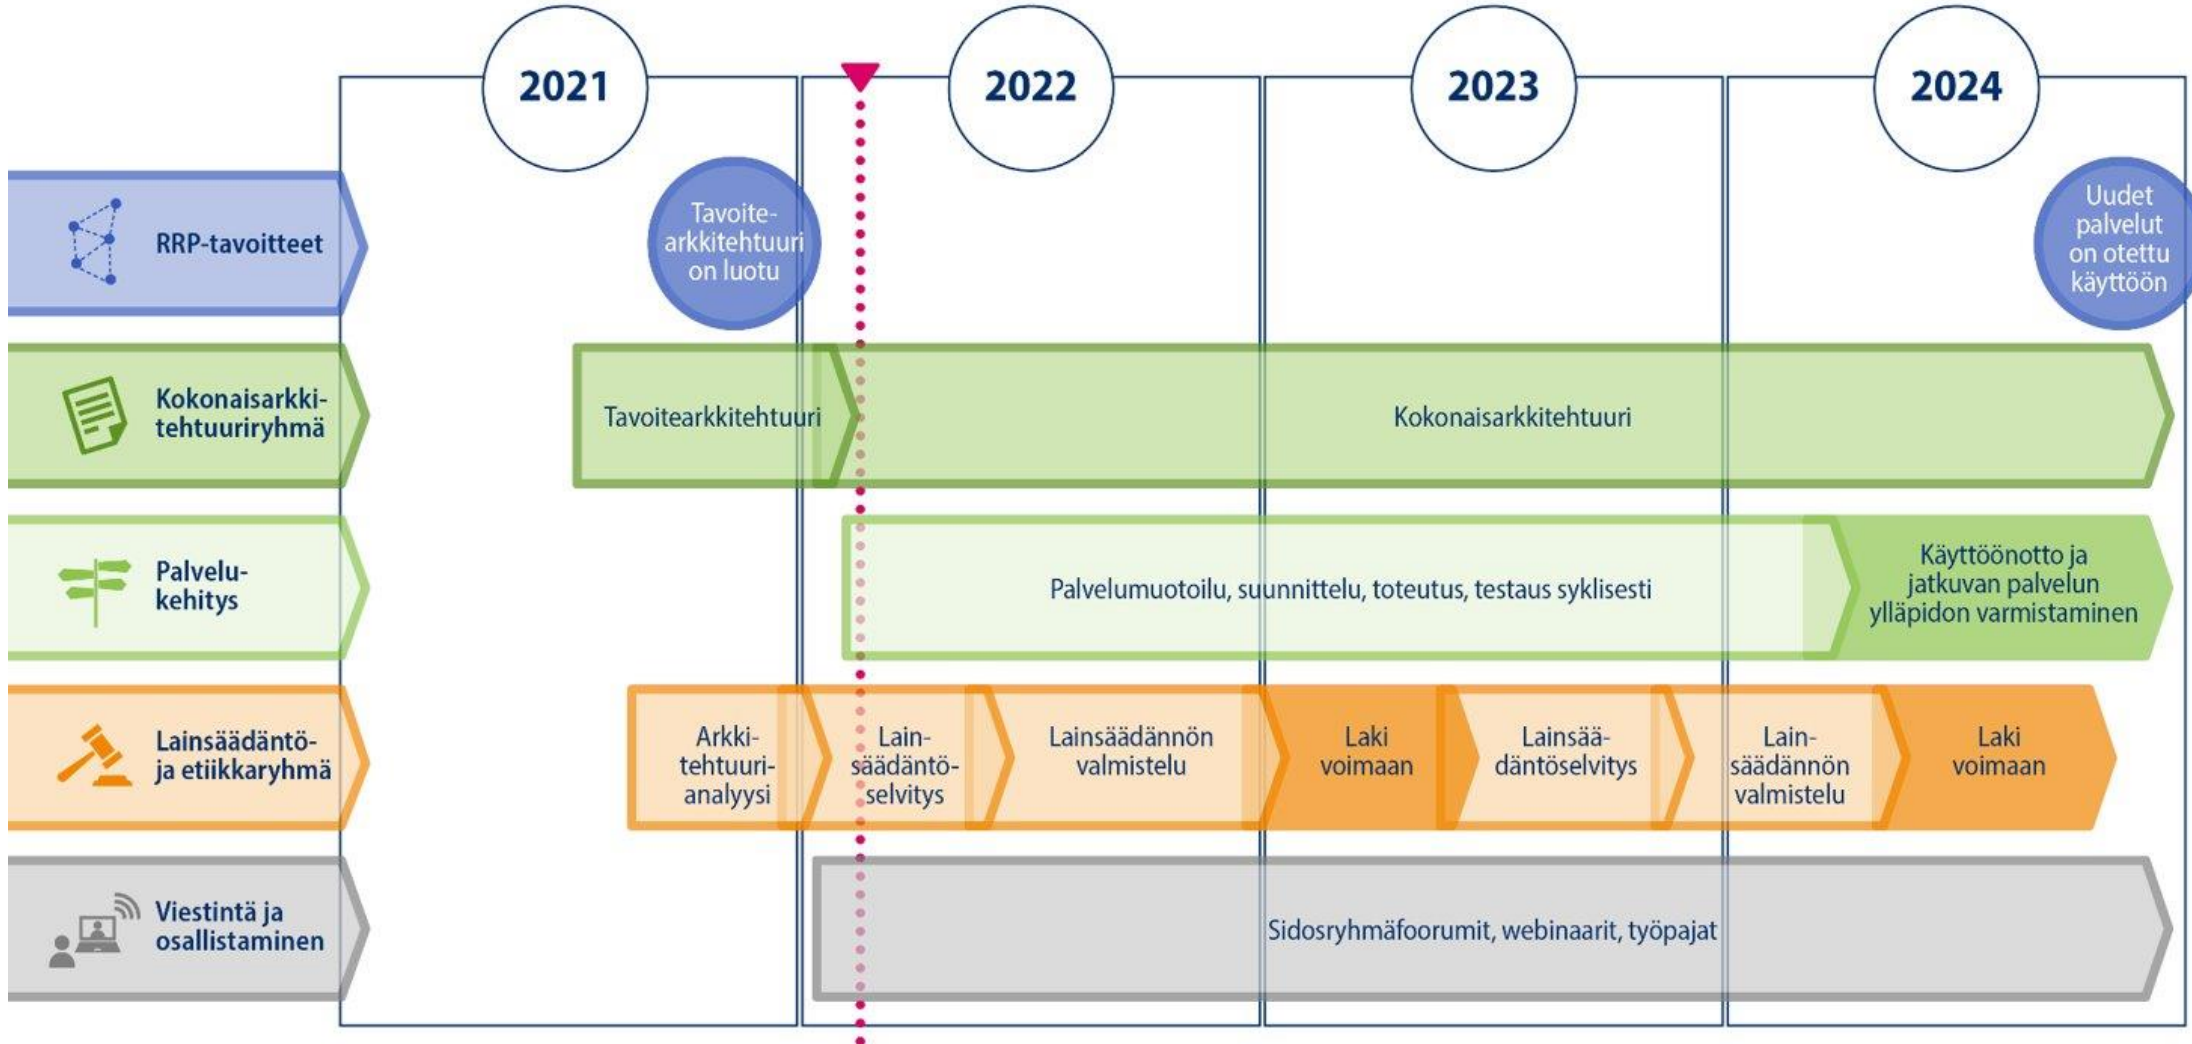 2021
2022
2023
2024
RRP-tavoitteet
Tavoite-
arkkitehtuuri
on luotu
Uudet
palvelut
on otettu
käyttöön
Kokonaisarkki-
tehtuuriryhmä
Tavoitearkkitehtuuri
Kokonaisarkkitehtuuri
Palvelu-
kehitys
Palvelumuotoilu, suunnittelu, toteutus, testaus syklisesti
Käyttöönotto ja
jatkuvan palvelun
ylläpidon varmistaminen
Lainsäädäntö-
ja etiikkaryhmä
Arkki-
tehtuuri-
analyysi
Lain-
säädäntö-
selvitys
Lainsäädännön
valmistelu
Laki
voimaan
Lainsää-
däntöselvitys
Lain-
säädännön
valmistelu
Laki
voimaan
Viestintä ja
osallistaminen
Sidosryhmäfoorumit, webinaarit, työpajat